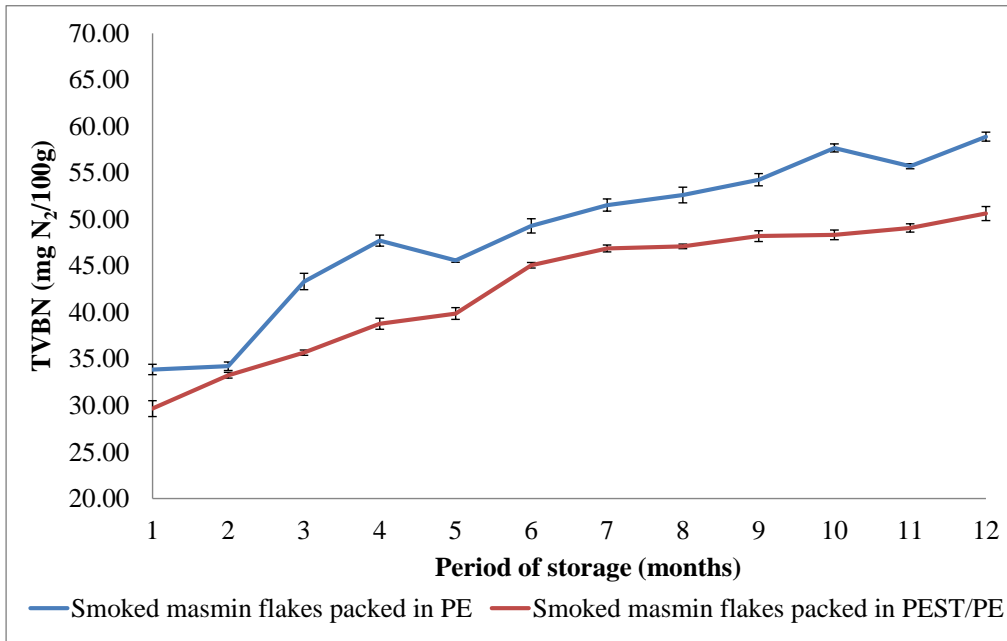 70.00
65.00
60.00
55.00
50.00
45.00
40.00
35.00
30.00
25.00
20.00
TVBN (mg N₂/100g)
1 2 3 4 5 6 7 8 9 10 11 12
Period of storage (months)
Smoked masmin flakes packed in PE Smoked masmin flakes packed in PEST/PE